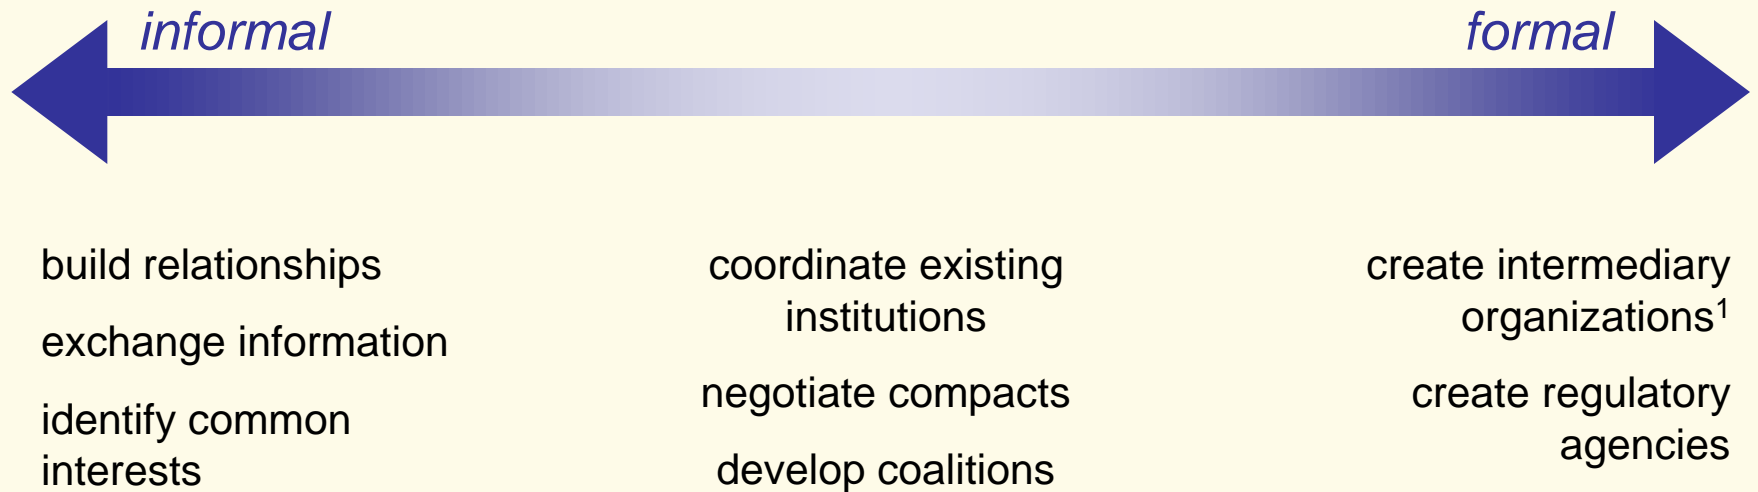 informal
formal
build relationships
exchange information
identify common
interests
coordinate existing
institutions
negotiate compacts
develop coalitions
create intermediary
organizations¹
create regulatory
agencies